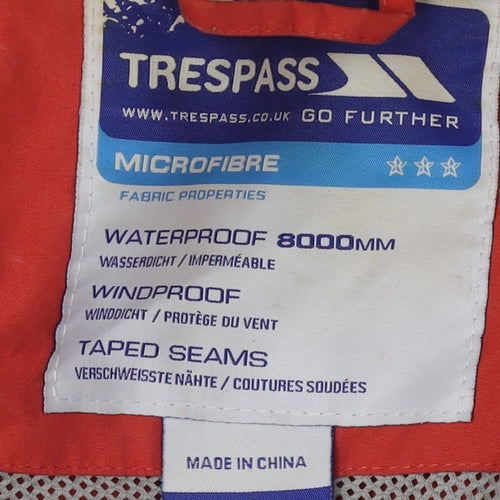 TRESPASS
WWW.TRESPASS.CO.UK GO FURTHER
MICROFIBRE
FABRIC PROPERTIES
WATERPROOF 8000MM
WASSERDICHT / IMPERMÉABLE
WINDPROOF
WINDDICHT / PROTÈGE DU VENT
TAPED SEAMS
VERSCHWEISSTE NÄHTE / COUTURES SOUDÉES
MADE IN CHINA